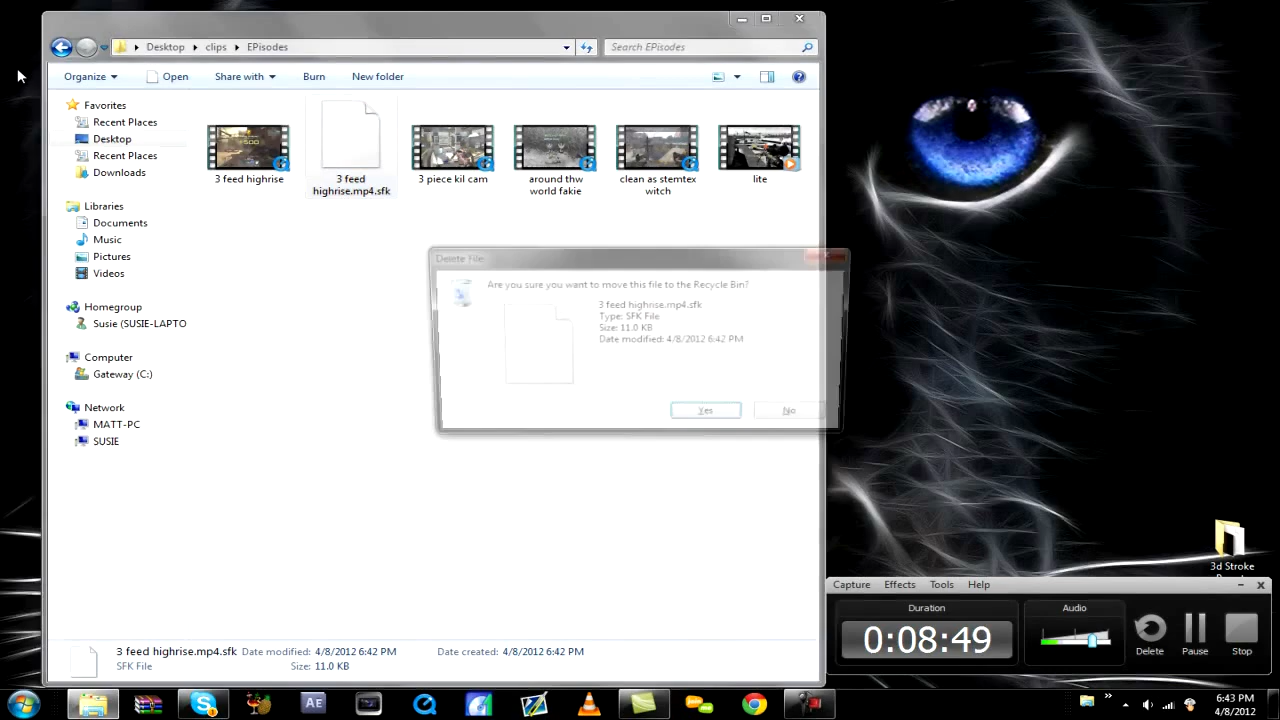 Desktop clips EPisodes
Search EPisodes
Organize Open Share with Burn New folder
Favorites
Recent Places
Desktop
Recent Places
Downloads
Libraries
Documents
Music
Pictures
Videos
Homegroup
Susie (SUSIE-LAPTO
Computer
Gateway (C:)
Network
MATT-PC
SUSIE
+500
3 feed highrise
3 feed
highrise.mp4.sfk
3 piece kil cam
around thw
world fakie
clean as stemtex
witch
lite
Delete File
Are you sure you want to move this file to the Recycle Bin?
3 feed highrise.mp4.sfk
Type: SFK File
Size: 11.0 KB
Date modified: 4/8/2012 6:42 PM
Yes No
3 feed highrise.mp4.sfk Date modified: 4/8/2012 6:42 PM Date created: 4/8/2012 6:42 PM
SFK File Size: 11.0 KB
3d Stroke
Capture Effects Tools Help
Duration
0:08:49
Audio
Delete Pause Stop
Ae
join.me
6:43 PM
4/8/2012